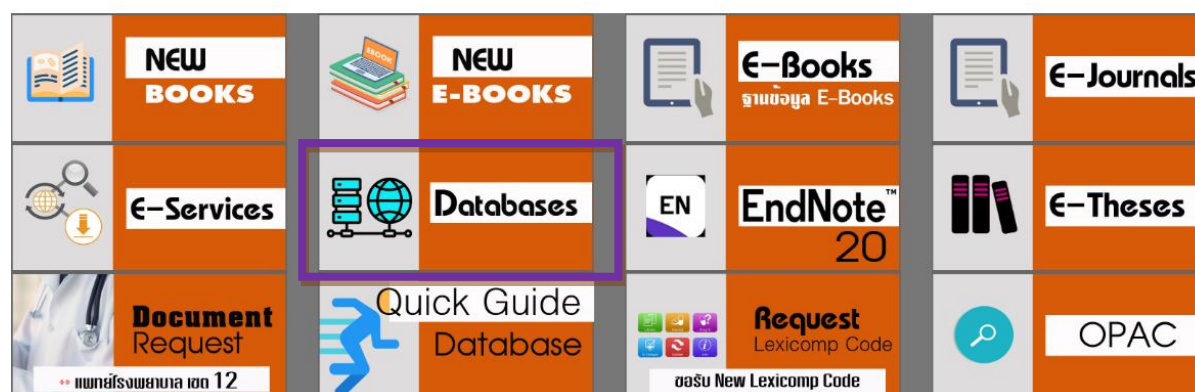 NEW
BOOKS
EBOOK
NEW
E-BOOKS
E-Books
ฐานข้อมูล E-Books
E-Journals
E-Services
Databases
EN
EndNote™
20
E-Theses
Document
Request
** แพทย์โรงพยาบาล เขต 12
Quick Guide
Database
Request
Lexicomp Code
ขอรับ New Lexicomp Code
OPAC